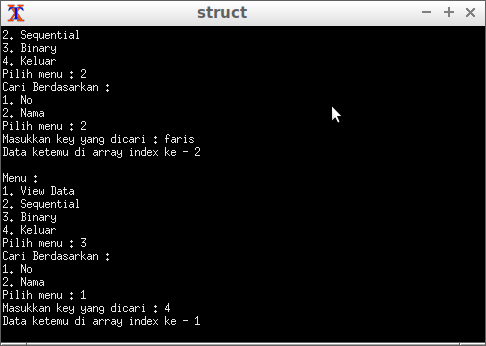 struct
2. Sequential
3. Binary
4. Keluar
Pilih menu : 2
Cari Berdasarkan :
1. No
2. Nama
Pilih menu : 2
Masukkan key yang dicari : faris
Data ketemu di array index ke - 2
Menu :
1. View Data
2. Sequential
3. Binary
4. Keluar
Pilih menu : 3
Cari Berdasarkan :
1. No
2. Nama
Pilih menu : 1
Masukkan key yang dicari : 4
Data ketemu di array index ke - 1